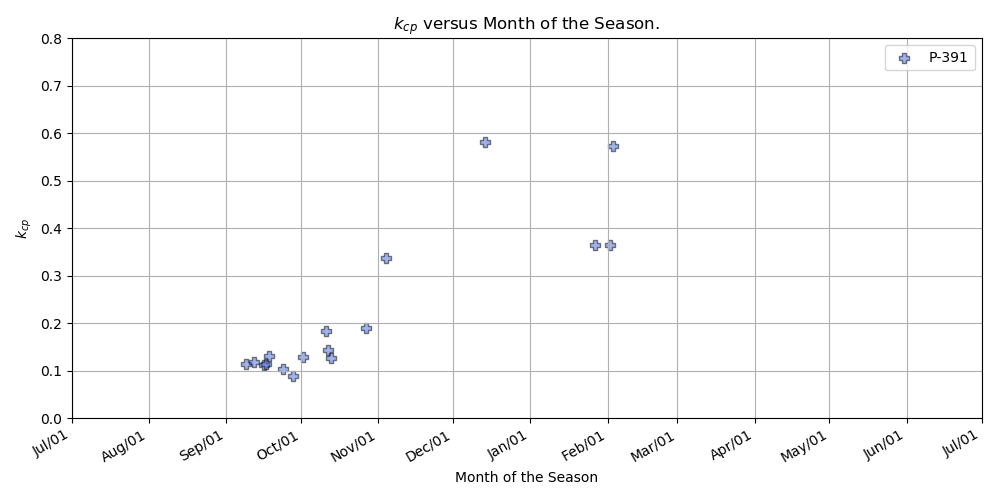 k_cp versus Month of the Season.
P-391
0.8
0.7
0.6
0.5
0.4
0.3
0.2
0.1
0.0
k_cp
Jul/01 Aug/01 Sep/01 Oct/01 Nov/01 Dec/01 Jan/01 Feb/01 Mar/01 Apr/01 May/01 Jun/01 Jul/01
Month of the Season